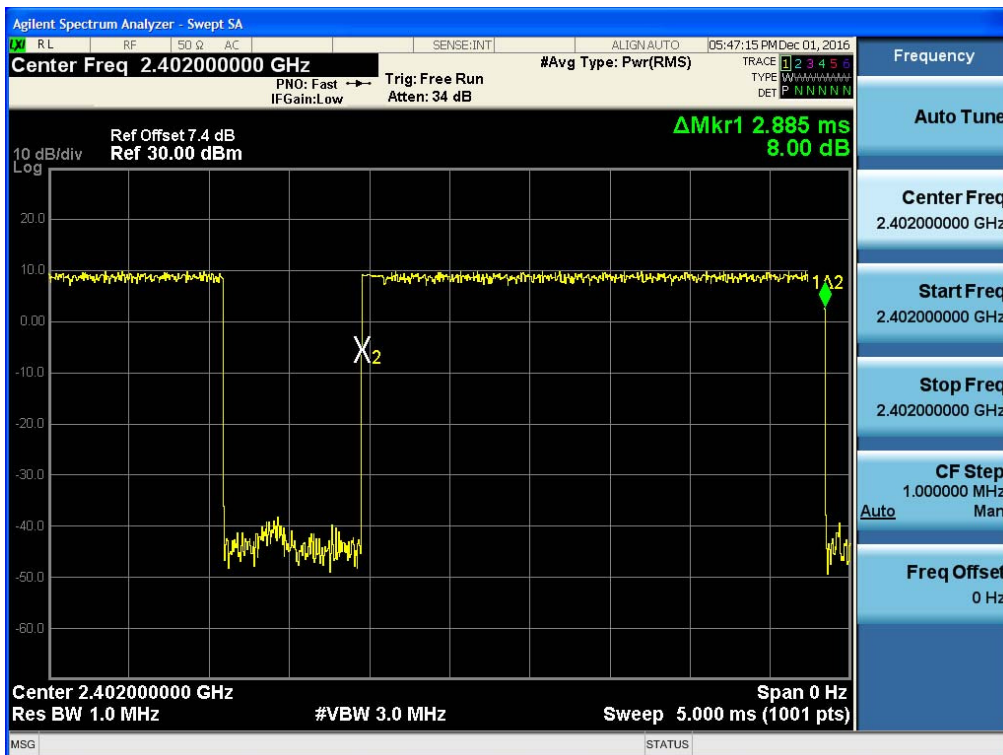 Agilent Spectrum Analyzer - Swept SA
LXI RL RF 50 Ω AC SENSE:INT ALIGNAUTO 05:47:15 PM Dec 01, 2016
Center Freq 2.402000000 GHz #Avg Type: Pwr(RMS) TRACE 1 2 3 4 5 6
PNO: Fast Trig: Free Run TYPE
IFGain:Low Atten: 34 dB DET P N N N N N
Frequency
Auto Tune
Ref Offset 7.4 dB ΔMkr1 2.885 ms
10 dB/div Ref 30.00 dBm 8.00 dB
Log
20.0
10.0
1Δ2
0.00
2
-10.0
-20.0
-30.0
-40.0
-50.0
-60.0
Center 2.402000000 GHz Span 0 Hz
Res BW 1.0 MHz #VBW 3.0 MHz Sweep 5.000 ms (1001 pts)
Center Freq
2.402000000 GHz
Start Freq
2.402000000 GHz
Stop Freq
2.402000000 GHz
CF Step
1.000000 MHz
Auto Man
Freq Offset
0 Hz
MSG STATUS